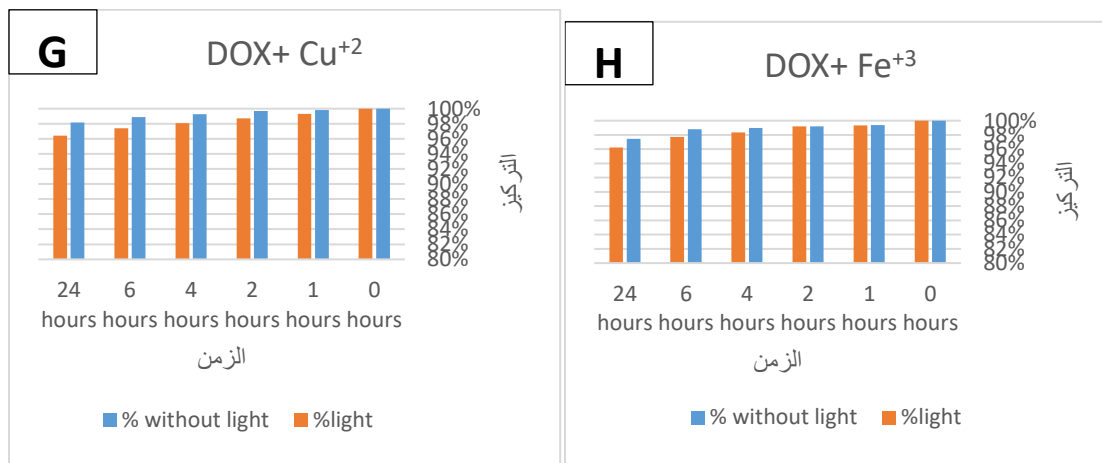 G
DOX+ Cu+2
100%
98%
96%
94%
92%
90%
88%
86%
84%
82%
80%
التركيز
24 6 4 2 1 0
hours hours hours hours hours hours
الزمن
% without light %light
H
DOX+ Fe+3
100%
98%
96%
94%
92%
90%
88%
86%
84%
82%
80%
التركيز
24 6 4 2 1 0
hours hours hours hours hours hours
الزمن
% without light %light